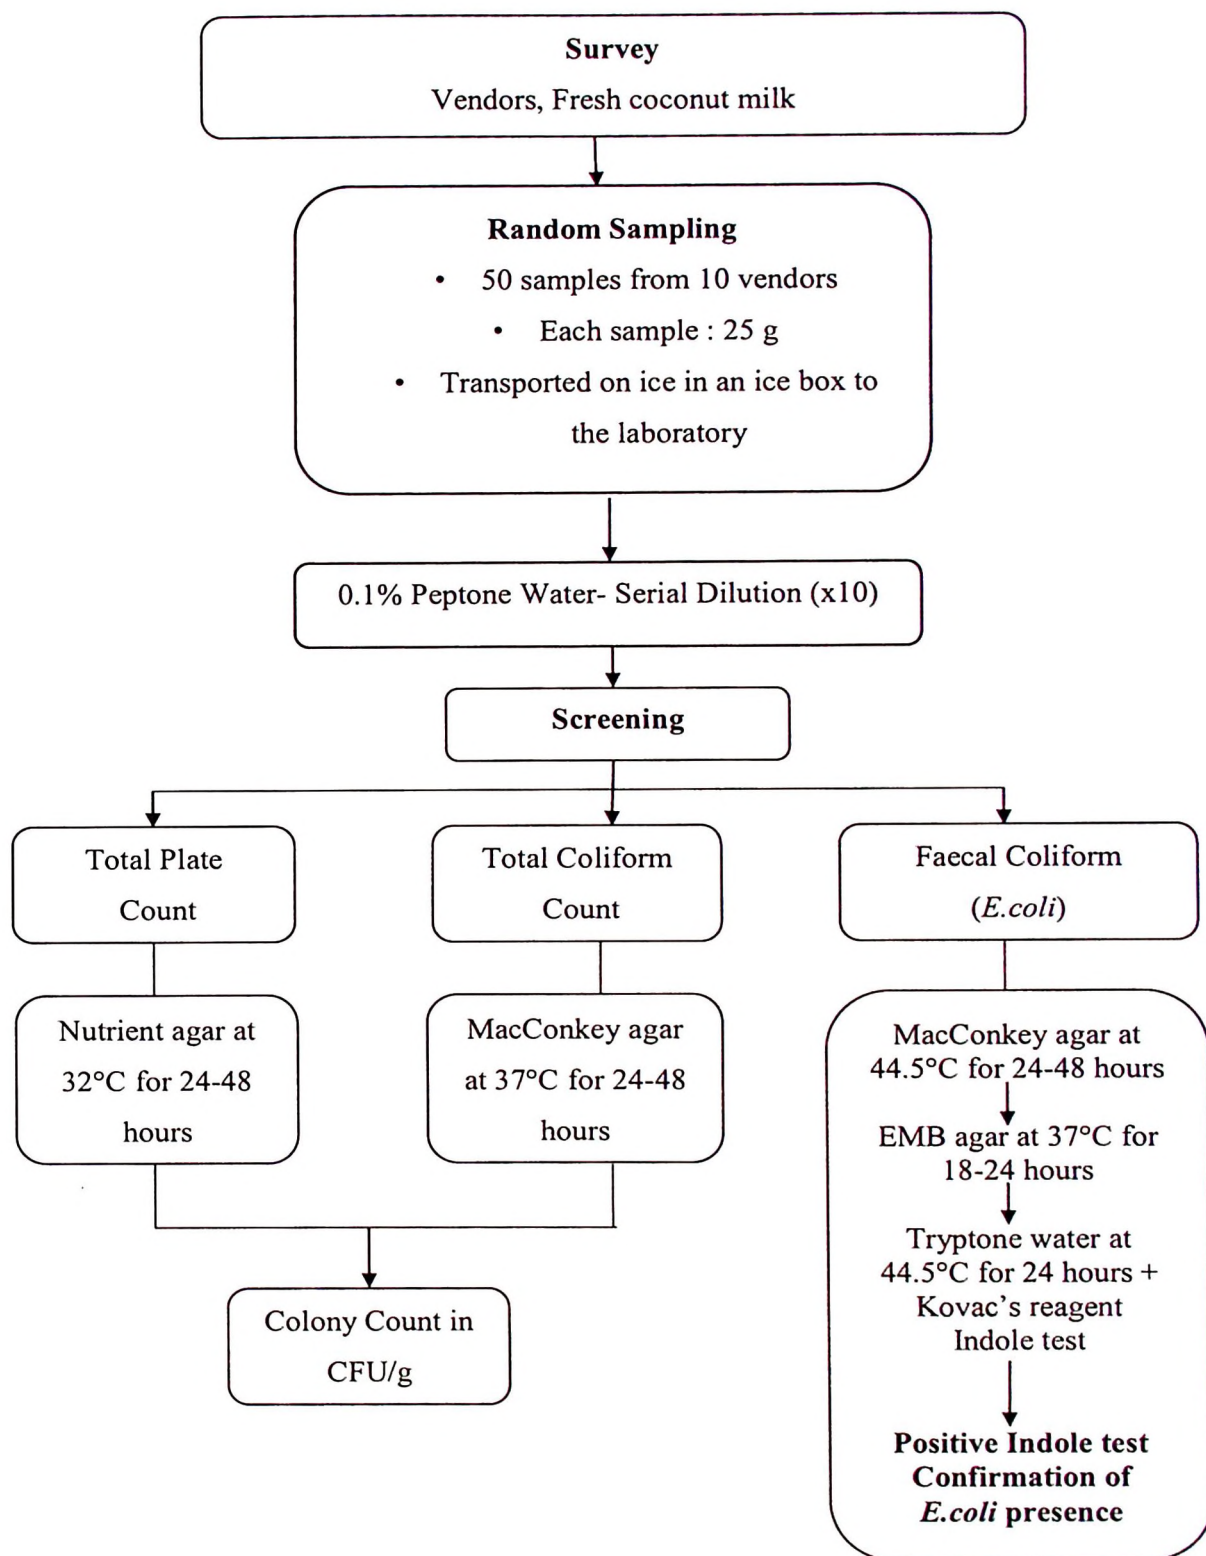 Survey
Vendors, Fresh coconut milk
Random Sampling
• 50 samples from 10 vendors
• Each sample : 25 g
• Transported on ice in an ice box to
the laboratory
0.1% Peptone Water- Serial Dilution (x10)
Screening
Total Plate
Count
Total Coliform
Count
Faecal Coliform
(E.coli)
Nutrient agar at
32°C for 24-48
hours
MacConkey agar
at 37°C for 24-48
hours
MacConkey agar at
44.5°C for 24-48 hours
EMB agar at 37°C for
18-24 hours
Tryptone water at
44.5°C for 24 hours +
Kovac's reagent
Indole test
Positive Indole test
Confirmation of
E.coli presence
Colony Count in
CFU/g